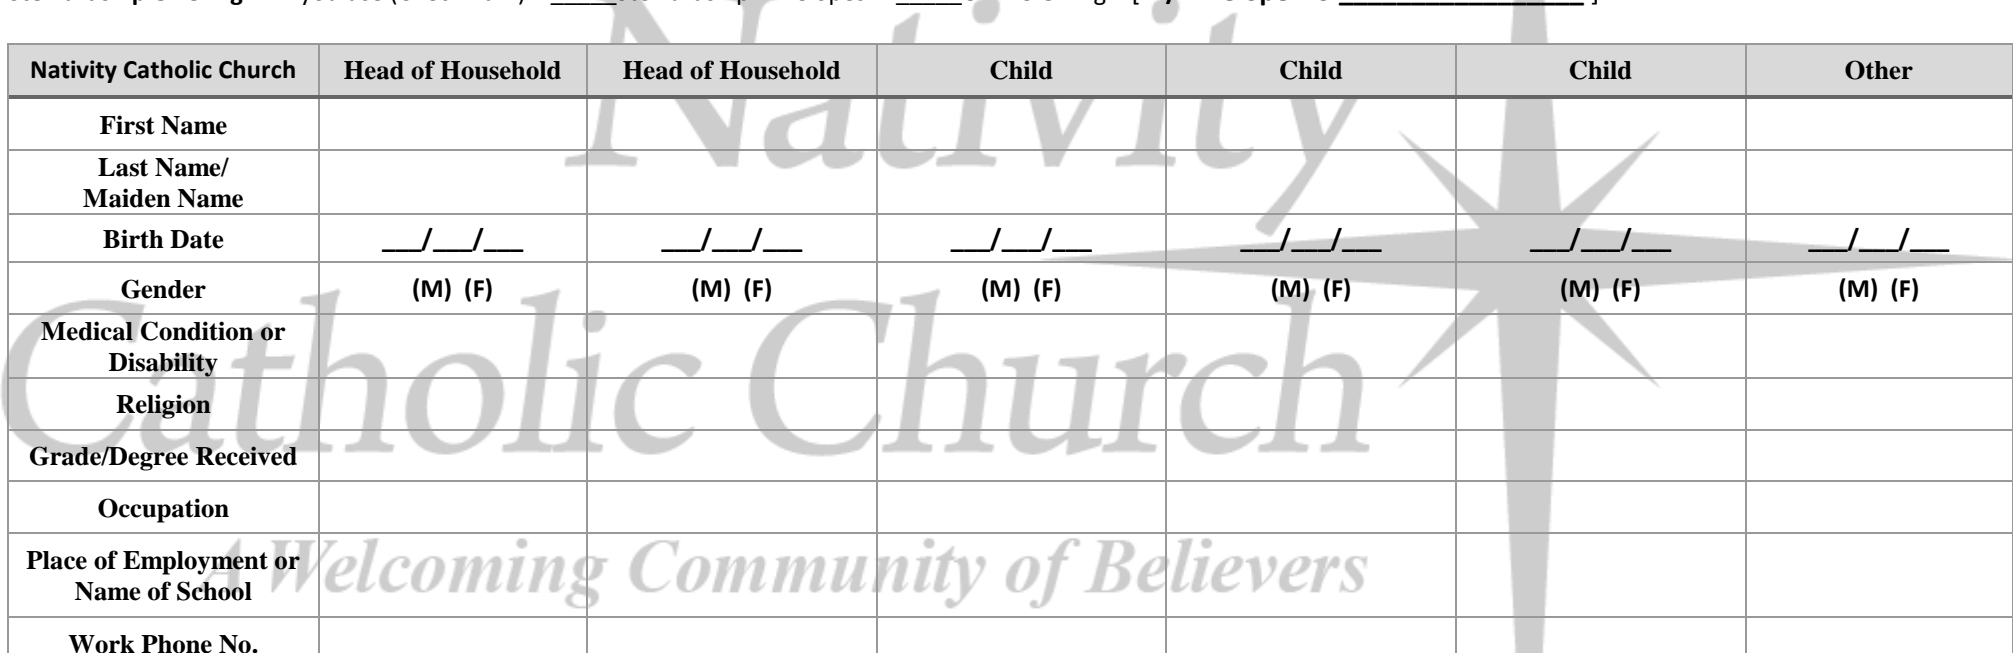 Nativity
Nativity Catholic Church Head of Household Head of Household Child Child Child Other
First Name
Last Name/
Maiden Name
Birth Date ___/___/___ ___/___/___ ___/___/___ ___/___/___ ___/___/___ ___/___/___
Gender (M) (F) (M) (F) (M) (F) (M) (F) (M) (F) (M) (F)
Catholic Church
Medical Condition or
Disability
Religion
Grade/Degree Received
Occupation
A Welcoming Community of Believers
Place of Employment or
Name of School
Work Phone No.